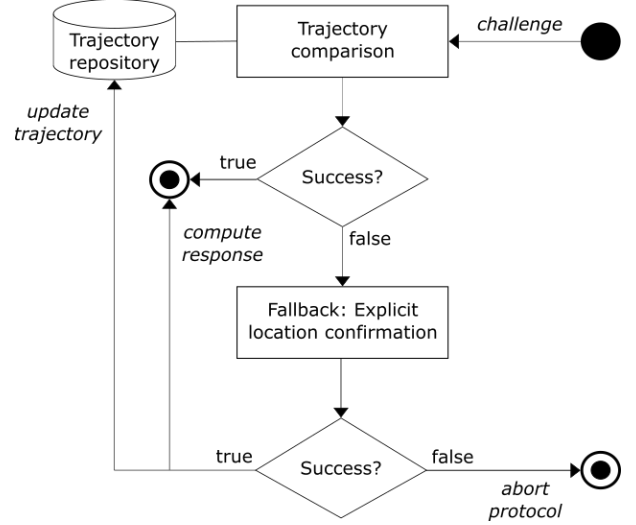 Trajectory
repository
Trajectory
comparison
challenge
update
trajectory
true
Success?
compute
response
false
Fallback: Explicit
location confirmation
true
Success?
false
abort
protocol